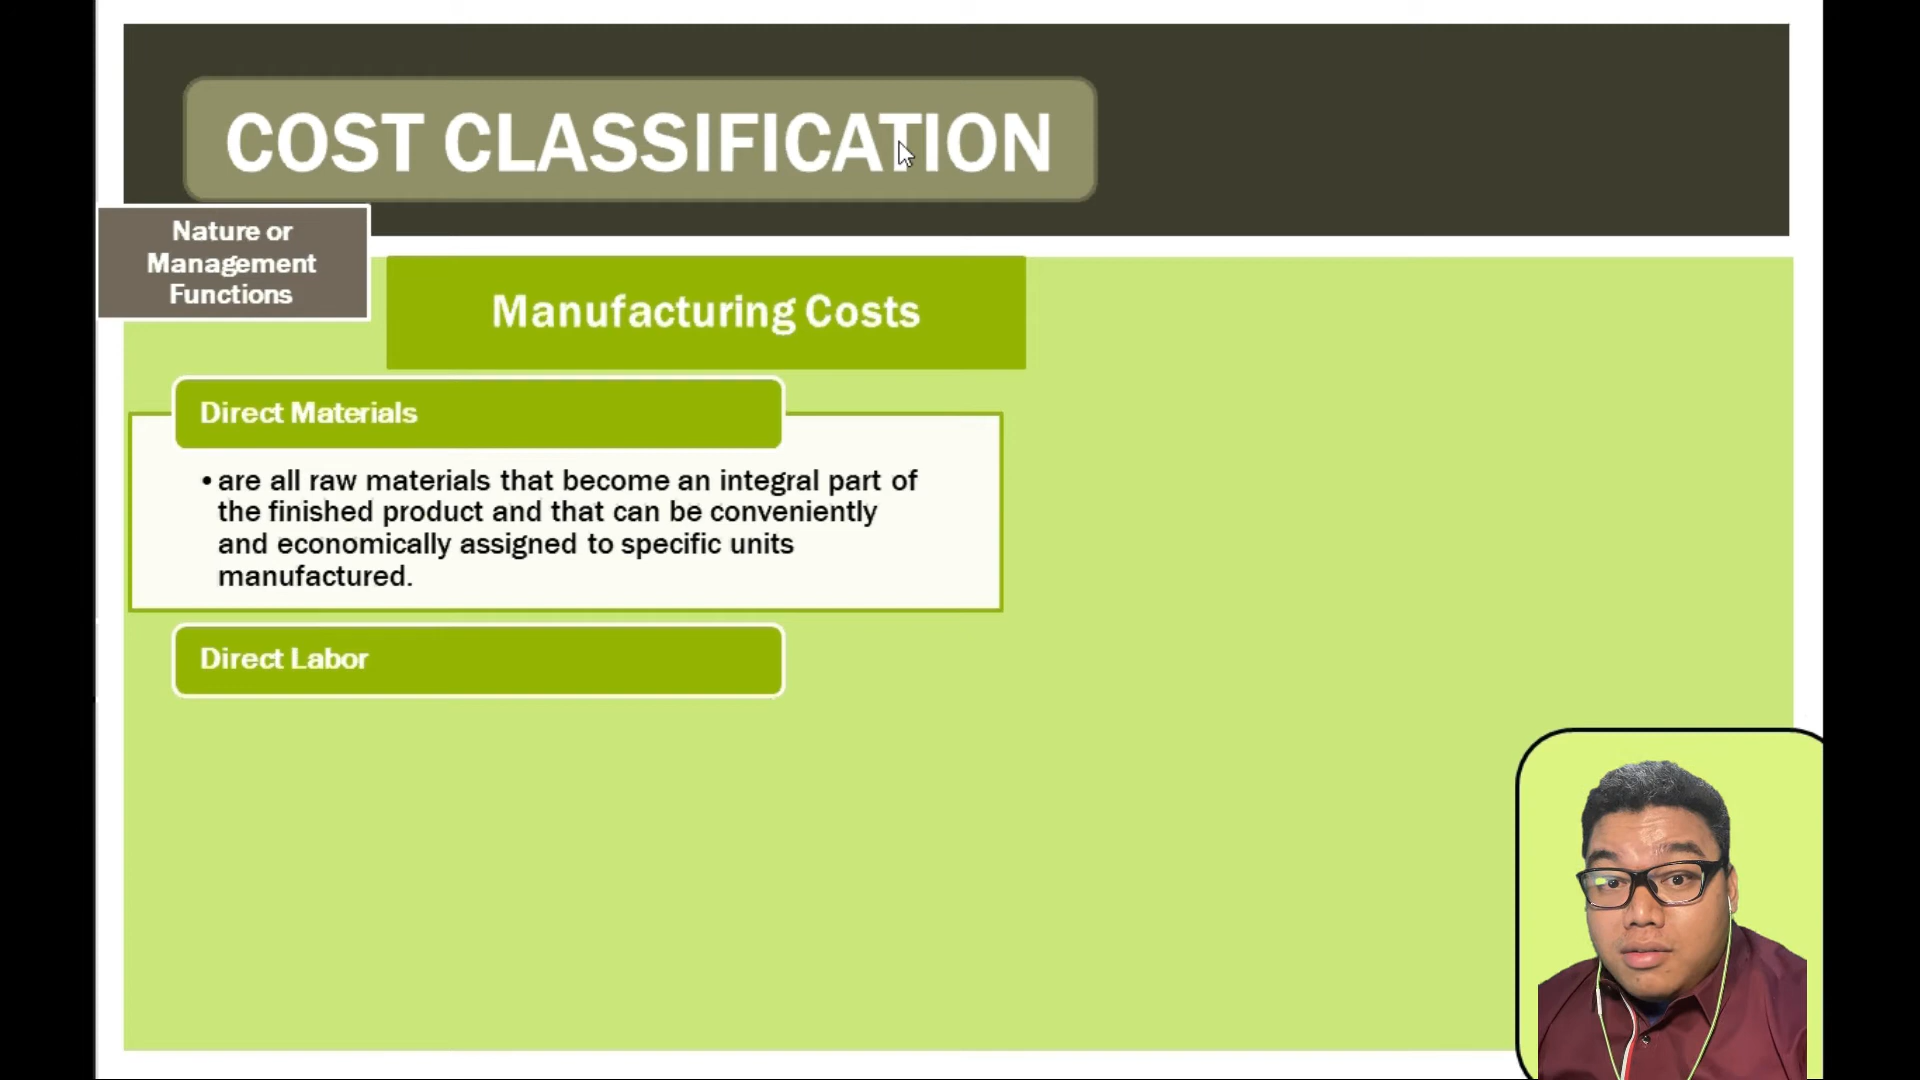 COST CLASSIFICATION
Nature or
Management
Functions
Manufacturing Costs
Direct Materials
• are all raw materials that become an integral part of
the finished product and that can be conveniently
and economically assigned to specific units
manufactured.
Direct Labor